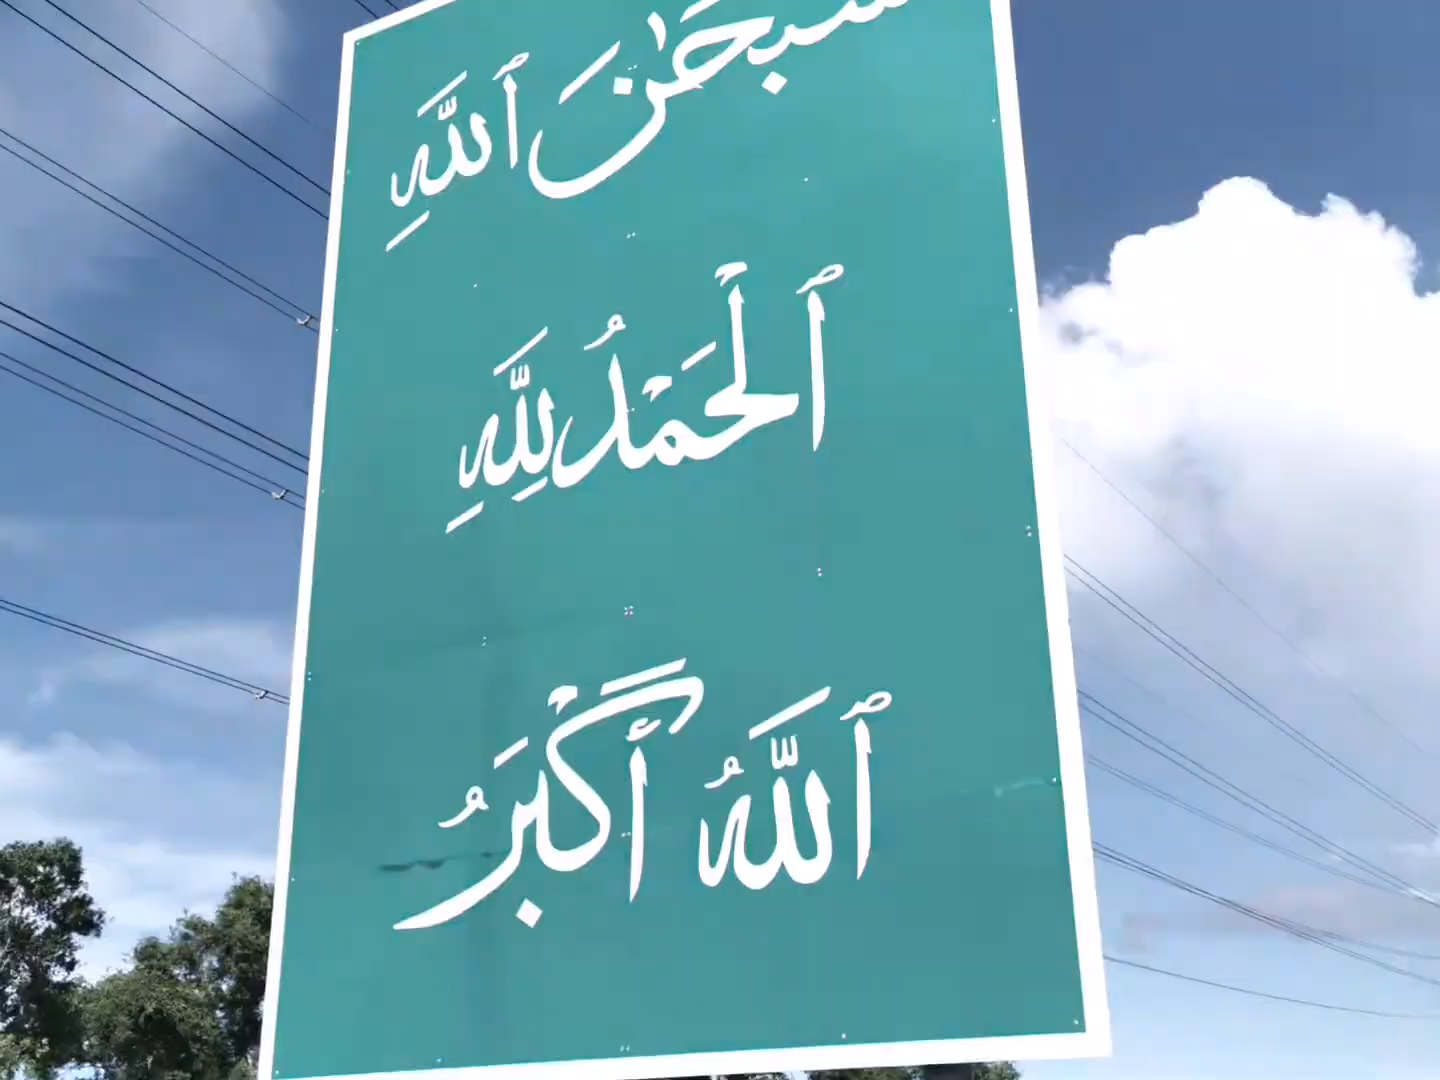 سُبْحَٰنَ ٱللَّهِ
ٱلْحَمْدُ لِلَّهِ
ٱللَّهُ أَكْبَرُ